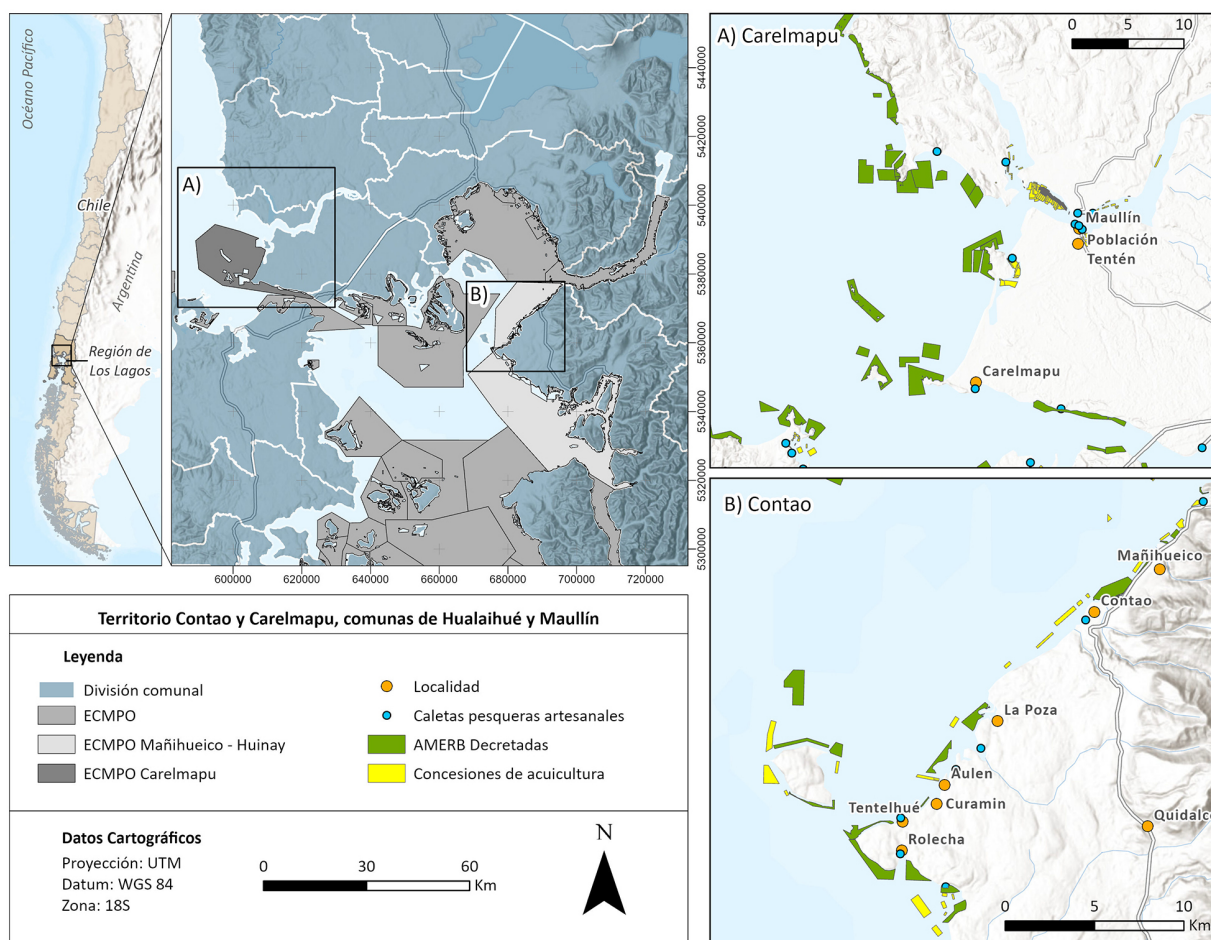 Océano Pacífico
Chile
Argentina
Región de
Los Lagos
A)
B)
5440000
5420000
5400000
5380000
5360000
5340000
5320000
5300000
600000
620000
640000
660000
680000
700000
720000
A) Carelmapu
0 5 10
Maullín
Población
Tentén
Carelmapu
B) Contao
Mañihueico
Contao
La Poza
Aulen
Curamin
Tentelhué
Rolecha
Quidalc
0 5 10
Km
Territorio Contao y Carelmapu, comunas de Hualaihué y Maullín
Leyenda
División comunal
ECMPO
ECMPO Mañihueico - Huinay
ECMPO Carelmapu
Localidad
Caletas pesqueras artesanales
AMERB Decretadas
Concesiones de acuicultura
Datos Cartográficos
Proyección: UTM
Datum: WGS 84
Zona: 18S
0 30 60
Km
N